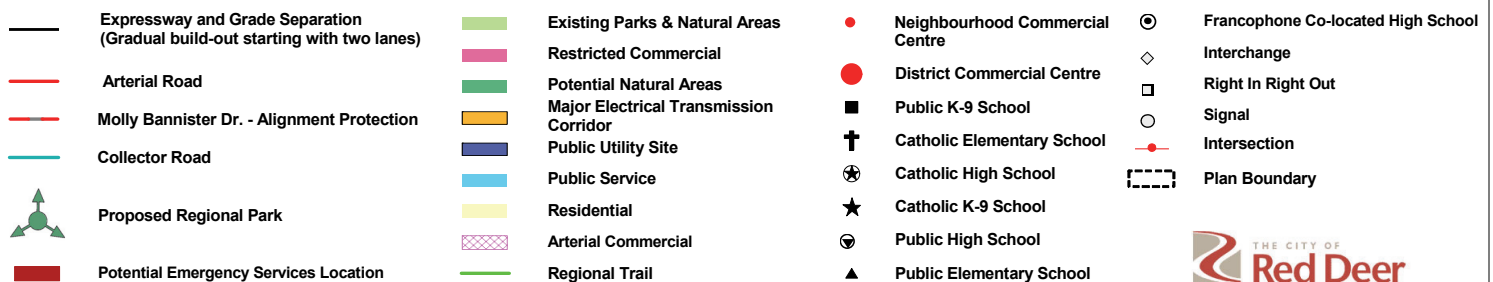 Expressway and Grade Separation
(Gradual build-out starting with two lanes)
Arterial Road
Molly Bannister Dr. - Alignment Protection
Collector Road
Proposed Regional Park
Potential Emergency Services Location
Existing Parks & Natural Areas
Restricted Commercial
Potential Natural Areas
Major Electrical Transmission
Corridor
Public Utility Site
Public Service
Residential
Arterial Commercial
Regional Trail
Neighbourhood Commercial
Centre
District Commercial Centre
Public K-9 School
Catholic Elementary School
Catholic High School
Catholic K-9 School
Public High School
Public Elementary School
Francophone Co-located High School
Interchange
Right In Right Out
Signal
Intersection
Plan Boundary
THE CITY OF
Red Deer